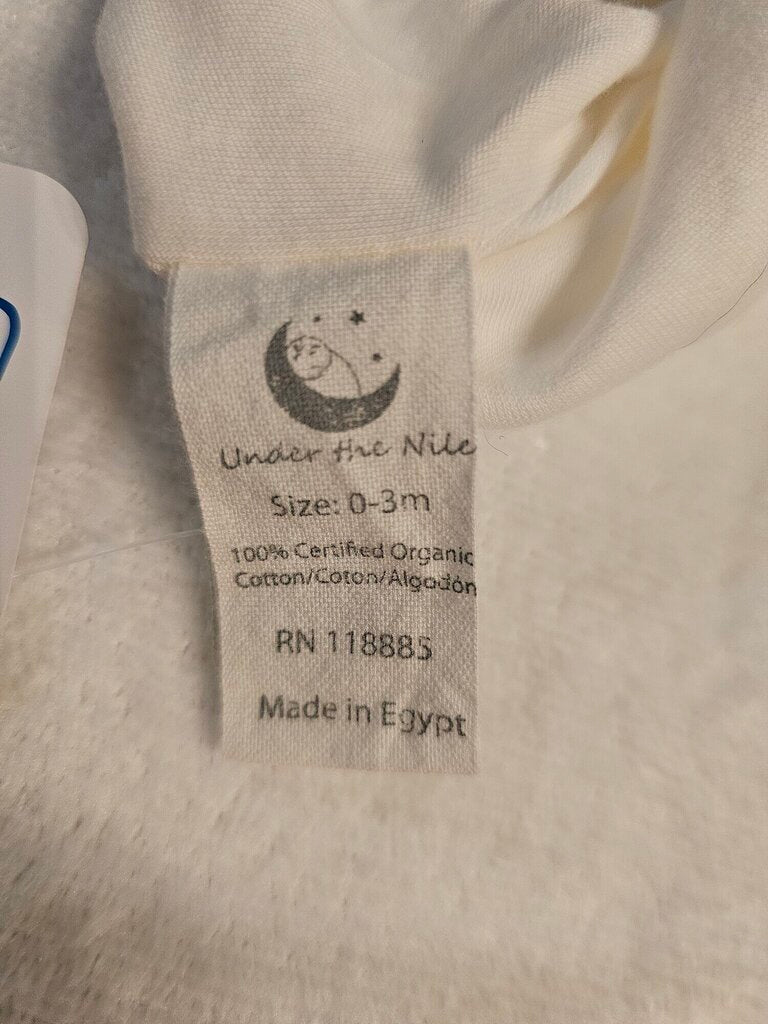 Under the Nile
Size: 0-3m
100% Certified Organic
Cotton/Coton/Algodón
RN 118885
Made in Egypt